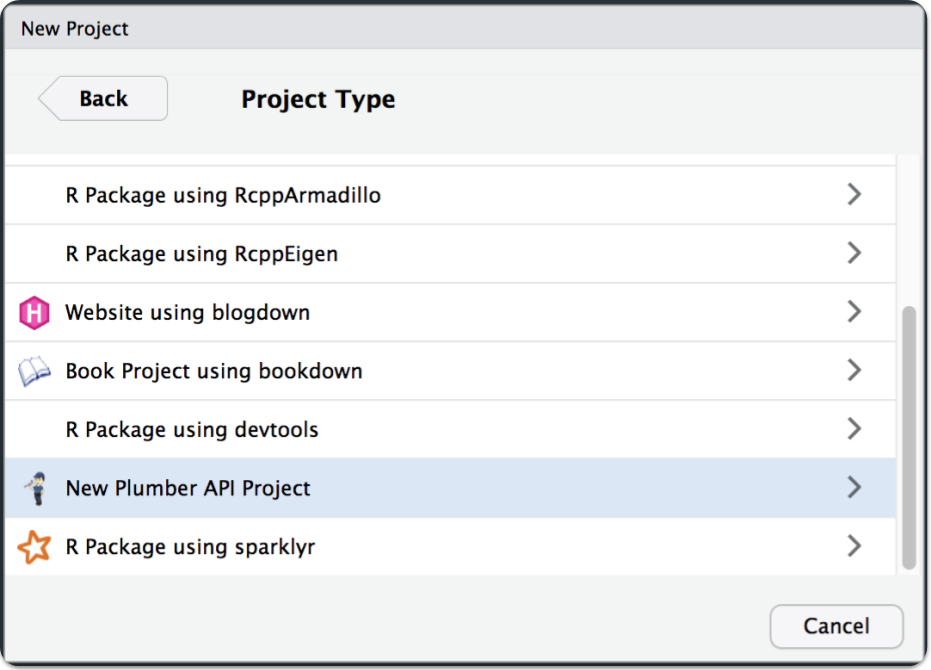 New Project
Back
Project Type
R Package using RcppArmadillo
R Package using RcppEigen
H
Website using blogdown
Book Project using bookdown
R Package using devtools
New Plumber API Project
R Package using sparklyr
Cancel